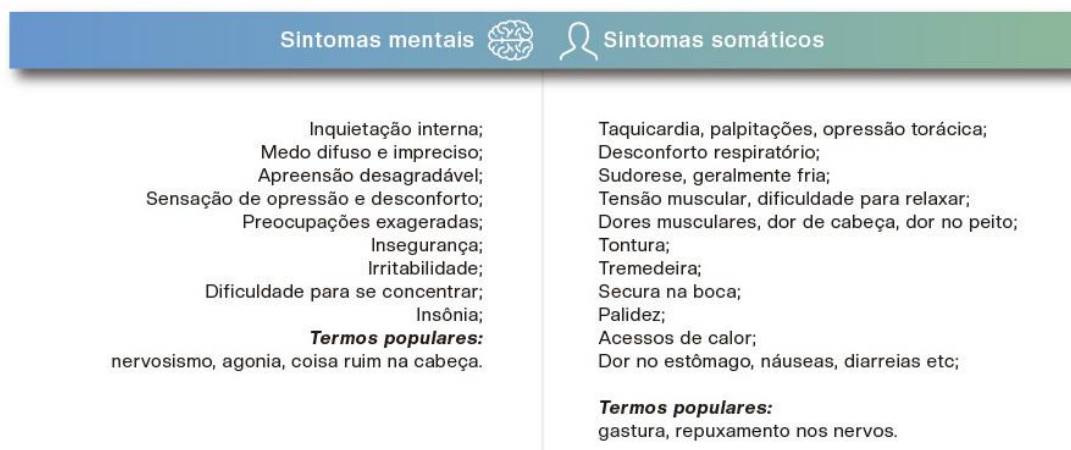 Sintomas mentais
Inquietação interna;
Medo difuso e impreciso;
Apreensão desagradável;
Sensação de opressão e desconforto;
Preocupações exageradas;
Insegurança;
Irritabilidade;
Dificuldade para se concentrar;
Insônia;
Termos populares:
nervosismo, agonia, coisa ruim na cabeça.
Sintomas somáticos
Taquicardia, palpitações, opressão torácica;
Desconforto respiratório;
Sudorese, geralmente fria;
Tensão muscular, dificuldade para relaxar;
Dores musculares, dor de cabeça, dor no peito;
Tontura;
Tremedeira;
Secura na boca;
Palidez;
Acessos de calor;
Dor no estômago, náuseas, diarreias etc;
Termos populares:
gastura, repuxamento nos nervos.